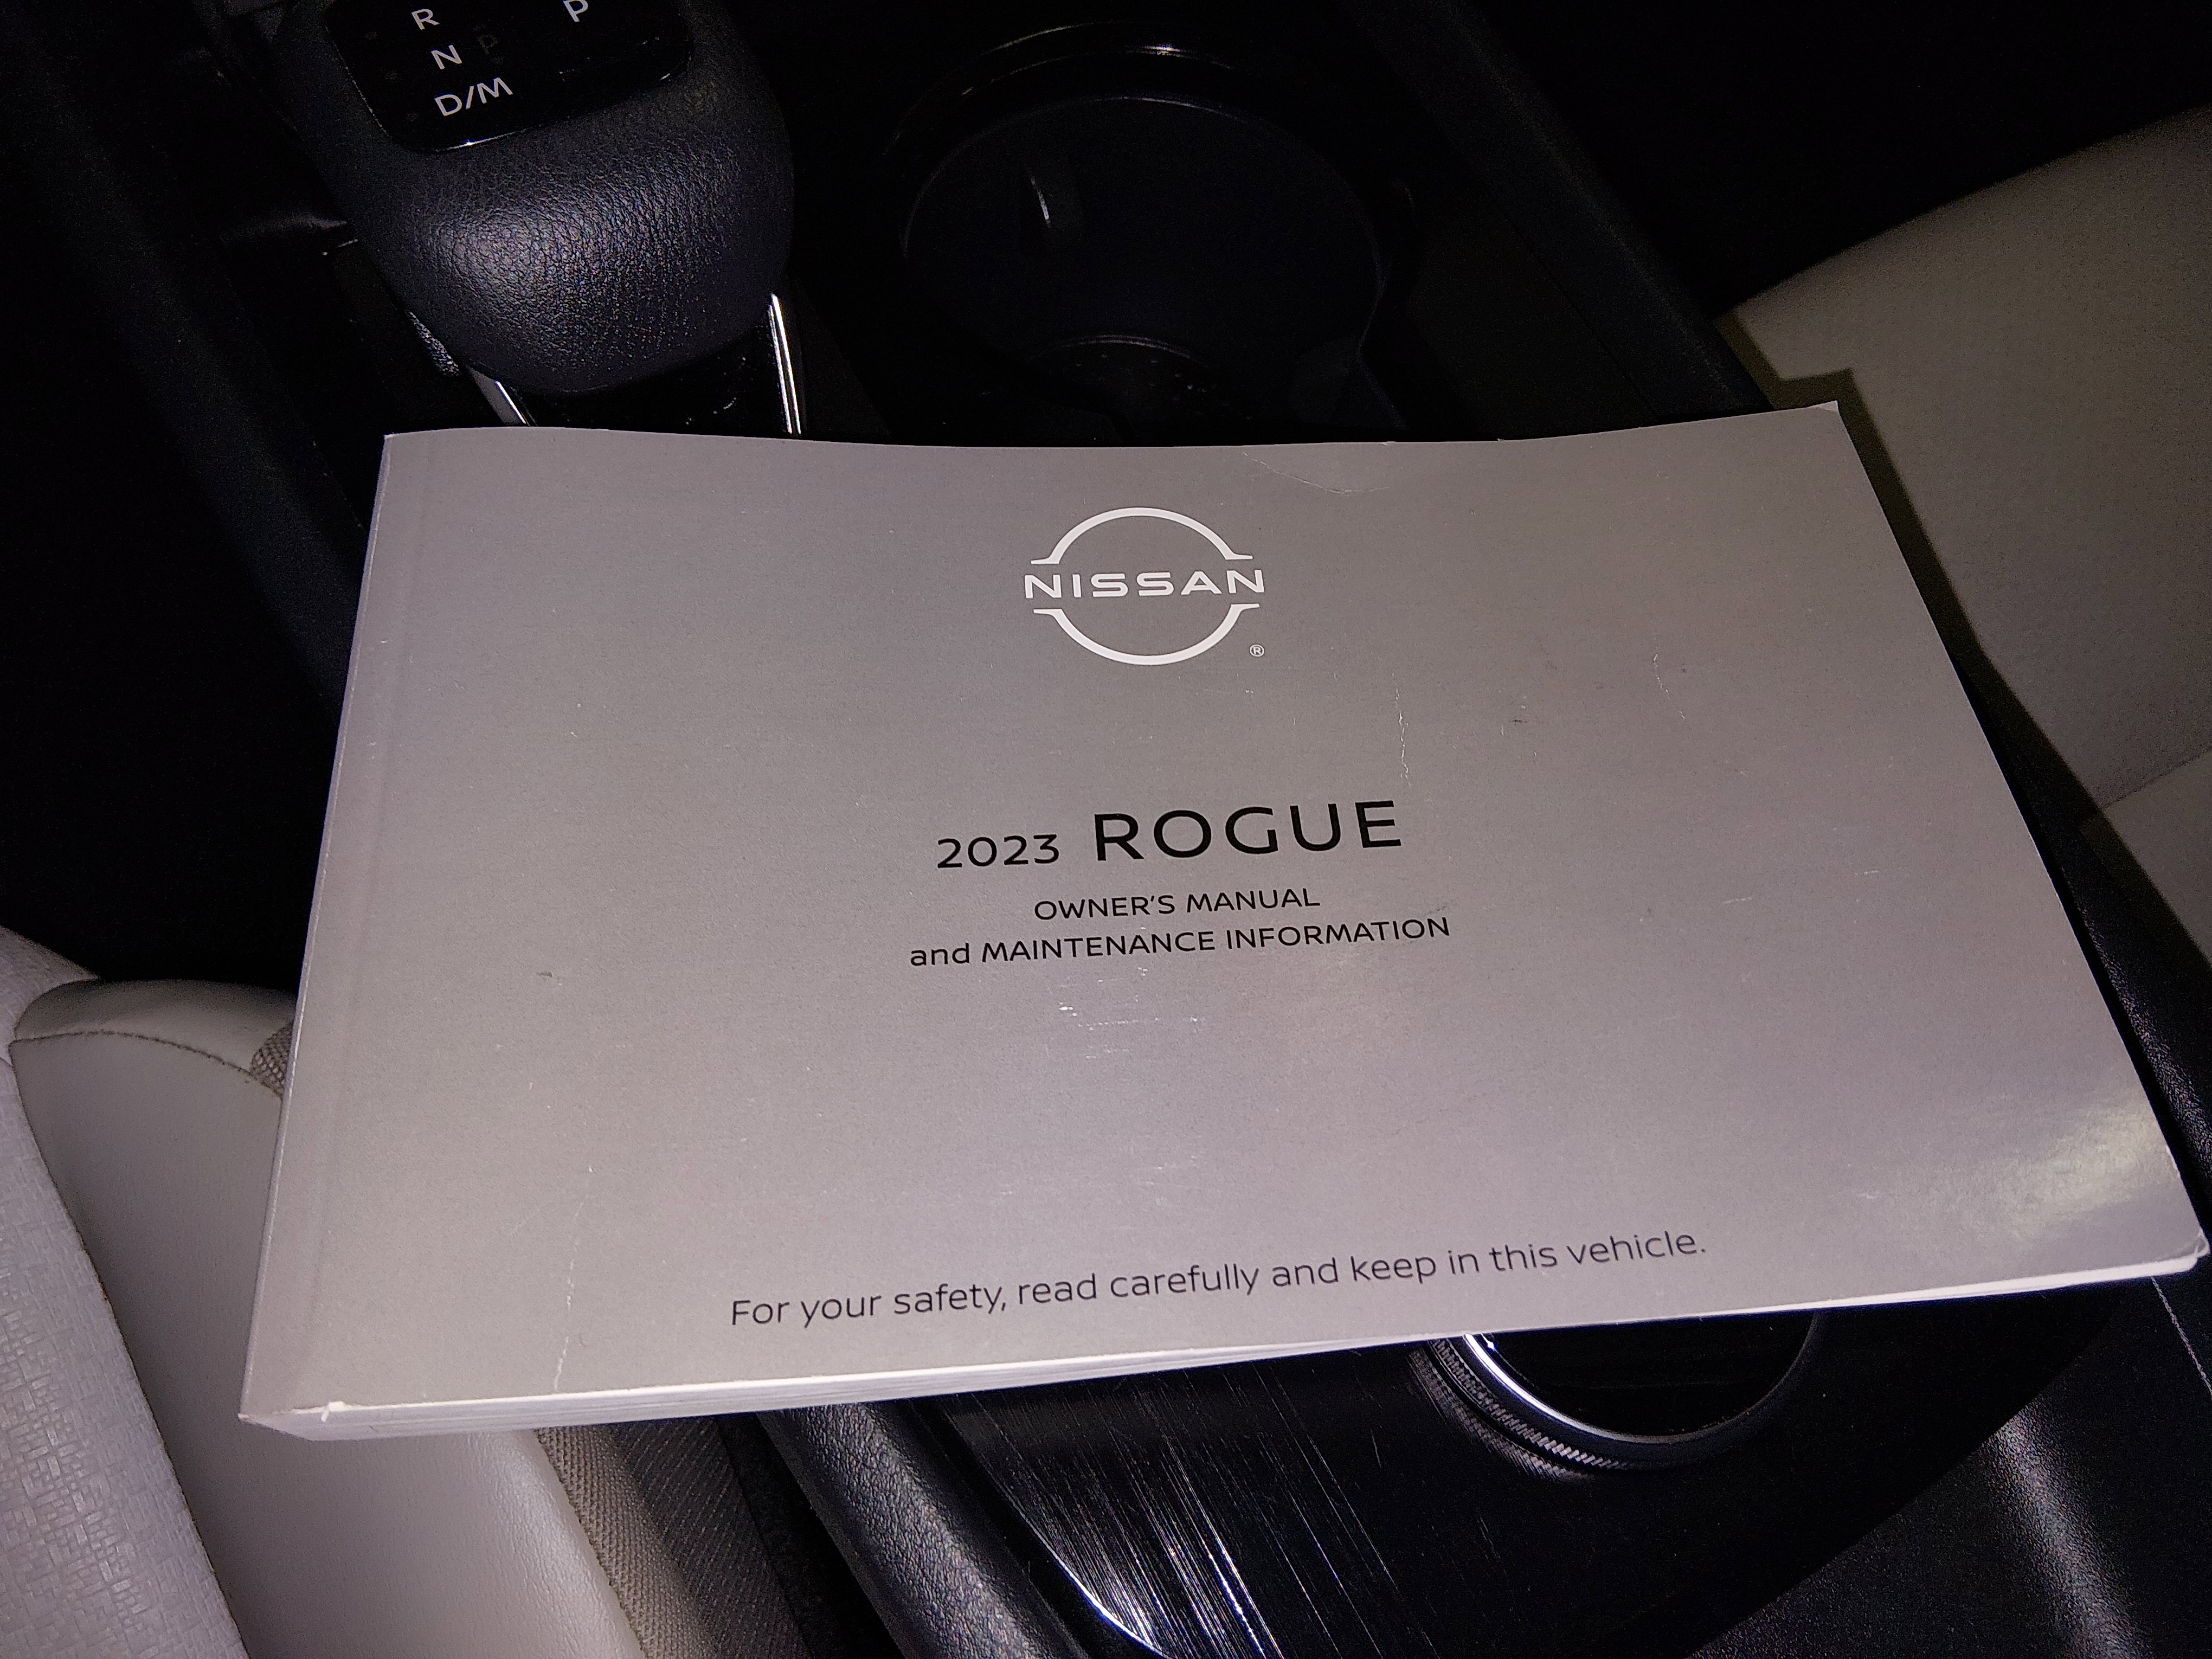 R
P
N
D/M
NISSAN
®
2023 ROGUE
OWNER'S MANUAL
and MAINTENANCE INFORMATION
For your safety, read carefully and keep in this vehicle.